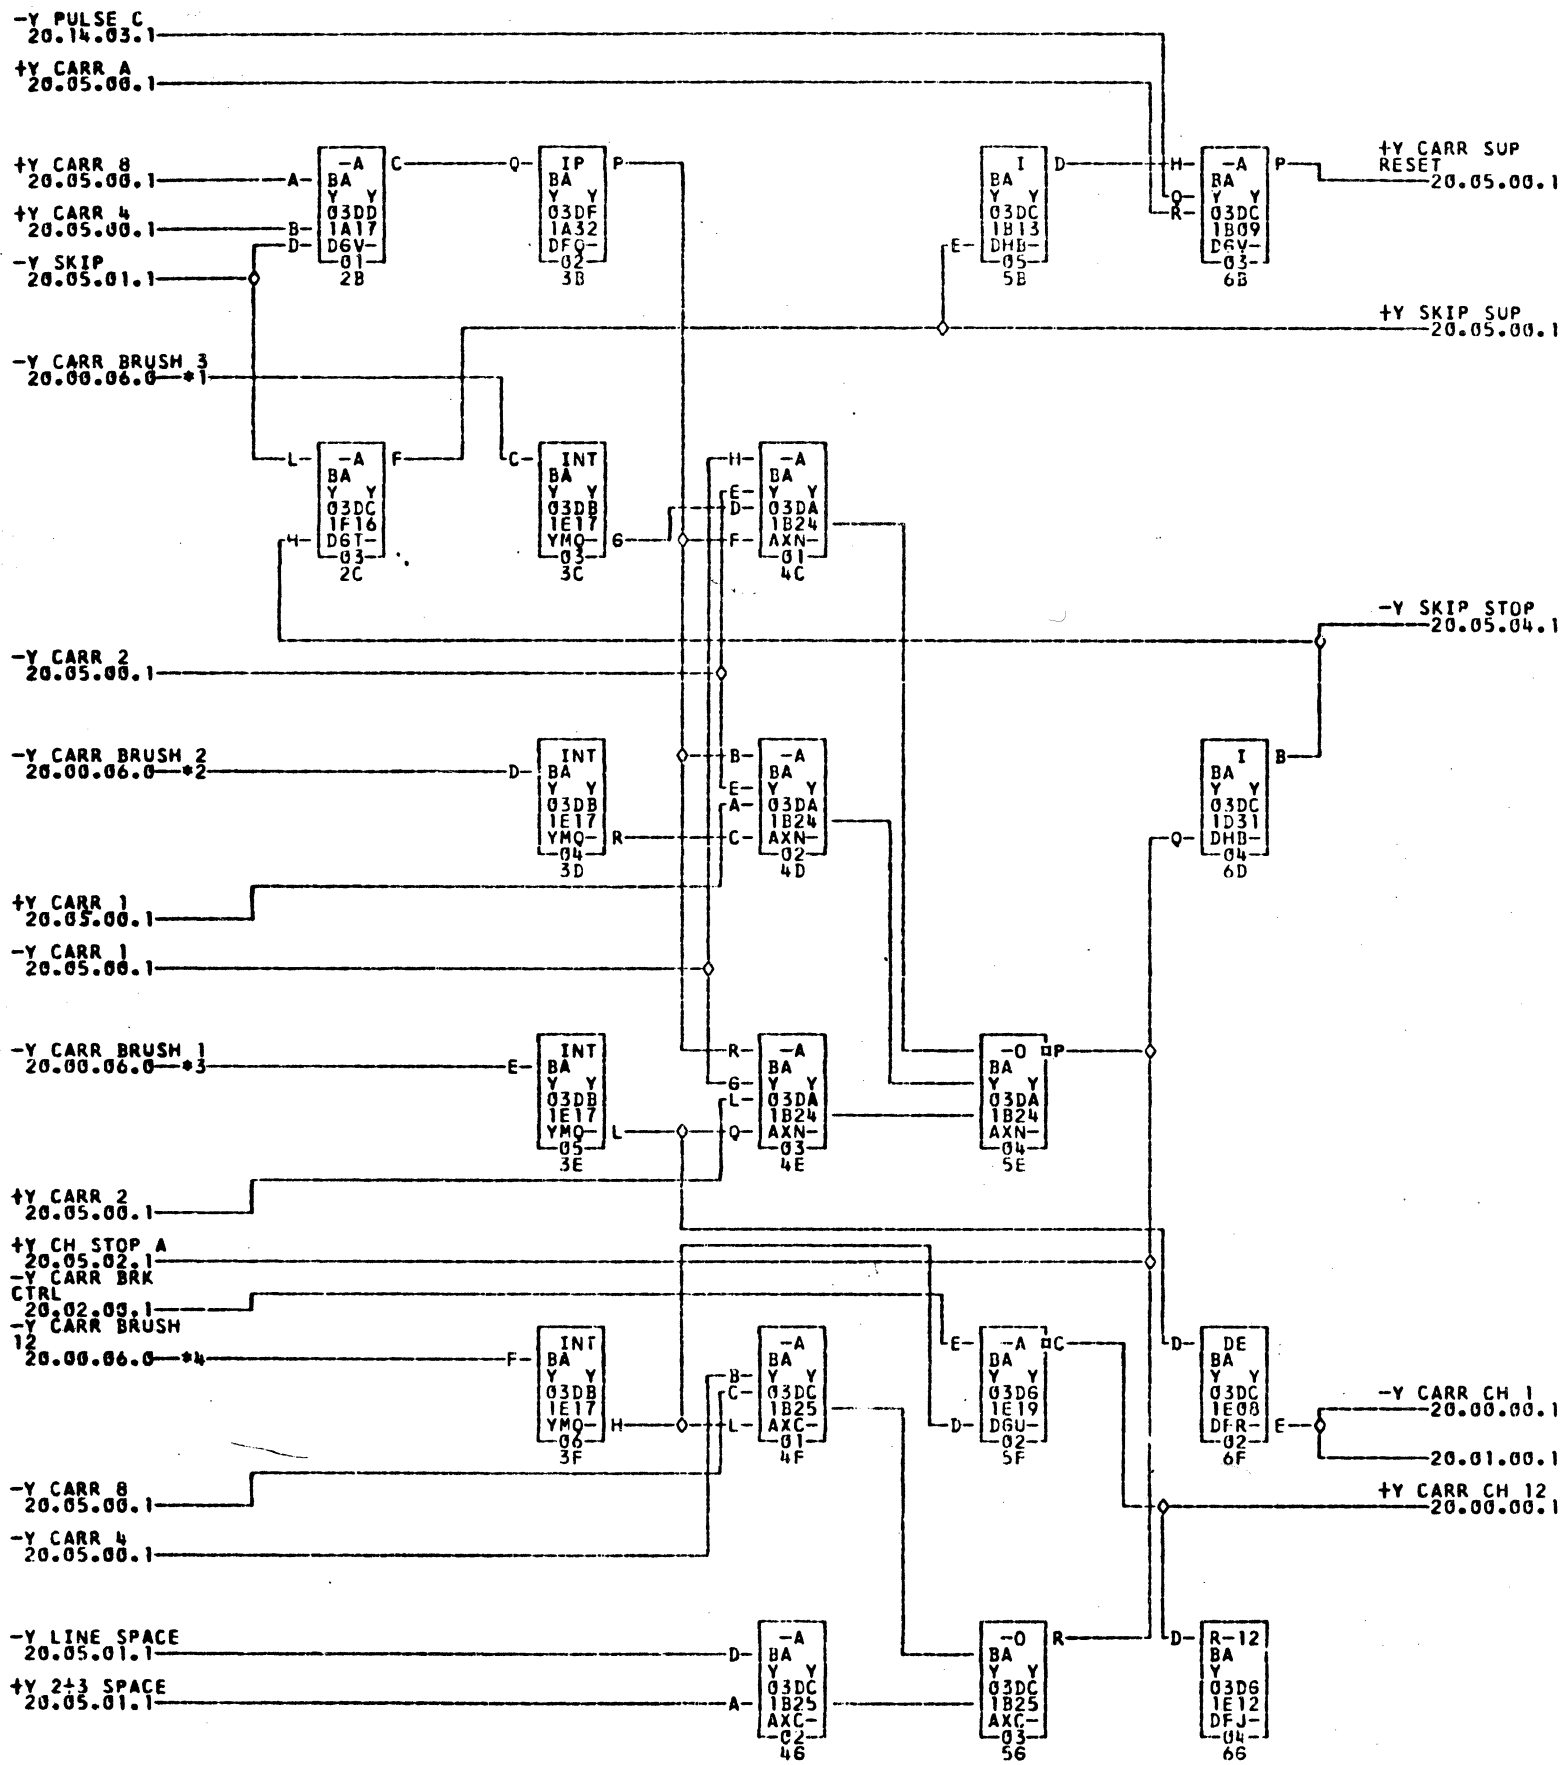 -Y PULSE C
20.14.03.1
+Y CARR A
20.05.00.1
+Y CARR 8
20.05.00.1
A-
+Y CARR 4
20.05.00.1
B-
D-
-Y SKIP
20.05.01.1
-A C
BA
Y Y
03DD
1A17
DGV-
01
2B
Q IP P
BA
Y Y
03DF
1A32
DFQ-
02
3B
I D
BA
Y Y
03DC
1B13
E- DHB-
05
5B
H- -A P
BA
Q- Y Y
R- 03DC
1B09
DGV-
03
6B
+Y CARR SUP
RESET
20.05.00.1
+Y SKIP SUP
20.05.00.1
-Y CARR BRUSH 3
20.00.06.0 *1
L- -A F
BA
Y Y
03DC
1F16
H- DGT-
03
2C
C- INT
BA
Y Y
03DB
1E17
YMQ- G
03
3C
H- -A
BA
E- Y Y
D- 03DA
1B24
F- AXN-
01
4C
-Y SKIP STOP
20.05.04.1
-Y CARR 2
20.05.00.1
-Y CARR BRUSH 2
20.00.06.0 *2
INT
D- BA
Y Y
03DB
1E17
YMQ- R
04
3D
B- -A
BA
E- Y Y
A- 03DA
1B24
C- AXN-
02
4D
I B
BA
Y Y
03DC
1D31
Q- DHB-
04
6D
+Y CARR 1
20.05.00.1
-Y CARR 1
20.05.00.1
-Y CARR BRUSH 1
20.00.06.0 *3
INT
E- BA
Y Y
03DB
1E17
YMQ- L
05
3E
R- -A
BA
G- Y Y
L- 03DA
1B24
Q- AXN-
03
4E
-O P
BA
Y Y
03DA
1B24
AXN-
04
5E
+Y CARR 2
20.05.00.1
+Y CH STOP A
20.05.02.1
-Y CARR BRK
CTRL
20.02.00.1
-Y CARR BRUSH
12
20.00.06.0 *4
INT
F- BA
Y Y
03DB
1E17
YMQ- H
06
3F
-A
BA
B- Y Y
C- 03DC
1B25
L- AXC-
01
4F
E- -A C
BA
Y Y
03DG
1E19
D- DGU-
02
5F
D- DE
BA
Y Y
03DC
1E08
DFR- E
02
6F
-Y CARR CH 1
20.00.00.1
20.01.00.1
+Y CARR CH 12
20.00.00.1
-Y CARR 8
20.05.00.1
-Y CARR 4
20.05.00.1
-Y LINE SPACE
20.05.01.1
+Y 2+3 SPACE
20.05.01.1
-A
D- BA
Y Y
03DC
A- 1B25
AXC-
02
4G
-O R
BA
Y Y
03DC
1B25
AXC-
03
5G
D- R-12
BA
Y
03DG
1E12
DFJ-
04
6G